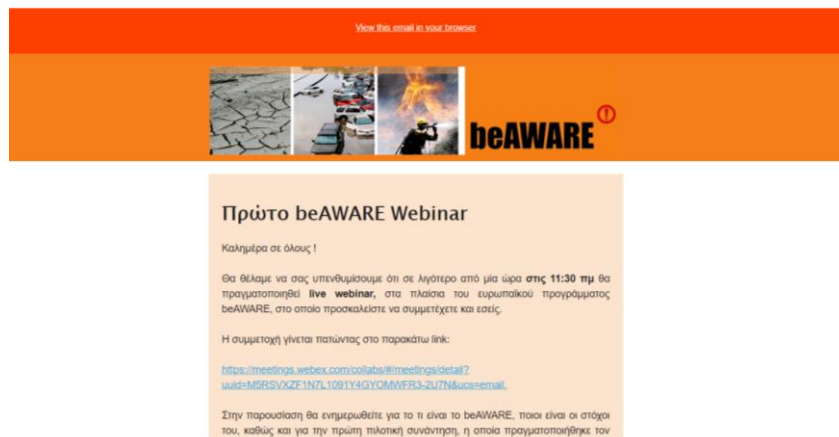 View this email in your browser
beAWARE
Πρώτο beAWARE Webinar
Καλημέρα σε όλους !
Θα θέλαμε να σας υπενθυμίσουμε ότι σε λιγότερο από μία ώρα στις 11:30 πμ θα
πραγματοποιηθεί live webinar, στα πλαίσια του ευρωπαϊκού προγράμματος
beAWARE, στο οποίο προσκαλείστε να συμμετέχετε και εσείς.
Η συμμετοχή γίνεται πατώντας στο παρακάτω link:
https://meetings.webex.com/collabs/#/meetings/detail?
uuid=M5RSVXZF1N7L1091Y4GYOMWFR3-2U7N&ucs=email.
Στην παρουσίαση θα ενημερωθείτε για το τι είναι το beAWARE, ποιοι είναι οι στόχοι
του, καθώς και για την πρώτη πιλοτική συνάντηση, η οποία πραγματοποιήθηκε τον